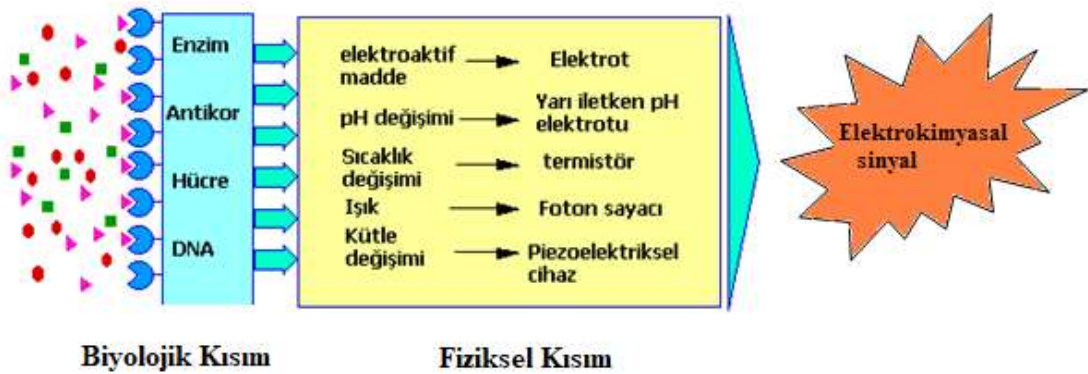 Enzim
Antikor
Hücre
DNA
elektroaktif
madde
Elektrot
pH değişimi
Yarı iletken pH
elektrotu
Sıcaklık
değişimi
termistör
Işık
Foton sayacı
Kütle
değişimi
Piezoelektriksel
cihaz
Elektrokimyasal
sinyal
Biyolojik Kısım
Fiziksel Kısım